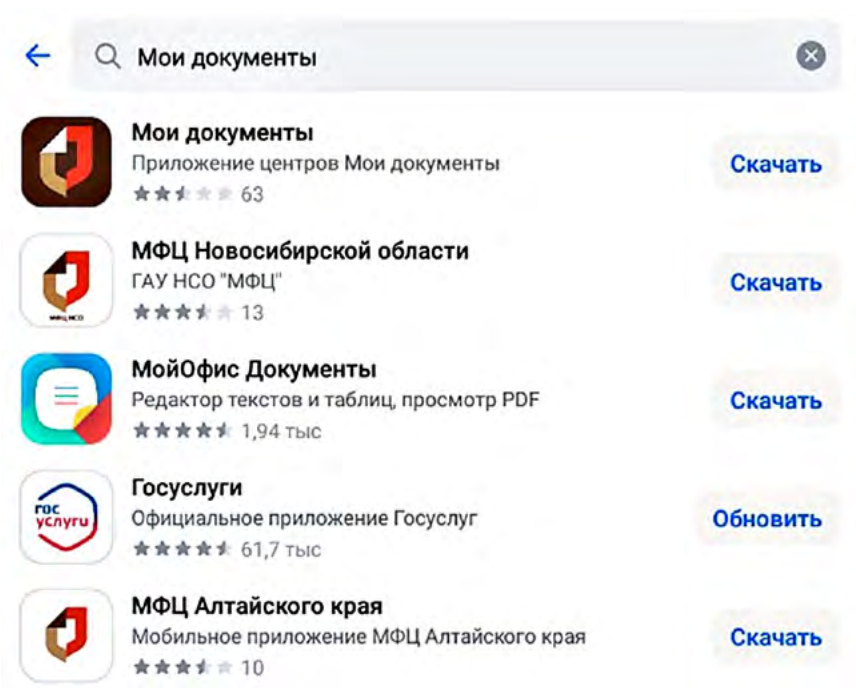 Мои документы
Мои документы
Приложение центров Мои документы
63
Скачать
МФЦ Новосибирской области
ГАУ НСО "МФЦ"
13
Скачать
МФЦ НСО
МойОфис Документы
Редактор текстов и таблиц, просмотр PDF
1,94 тыс
Скачать
гос
услуги
Госуслуги
Официальное приложение Госуслуг
61,7 тыс
Обновить
МФЦ Алтайского края
Мобильное приложение МФЦ Алтайского края
10
Скачать